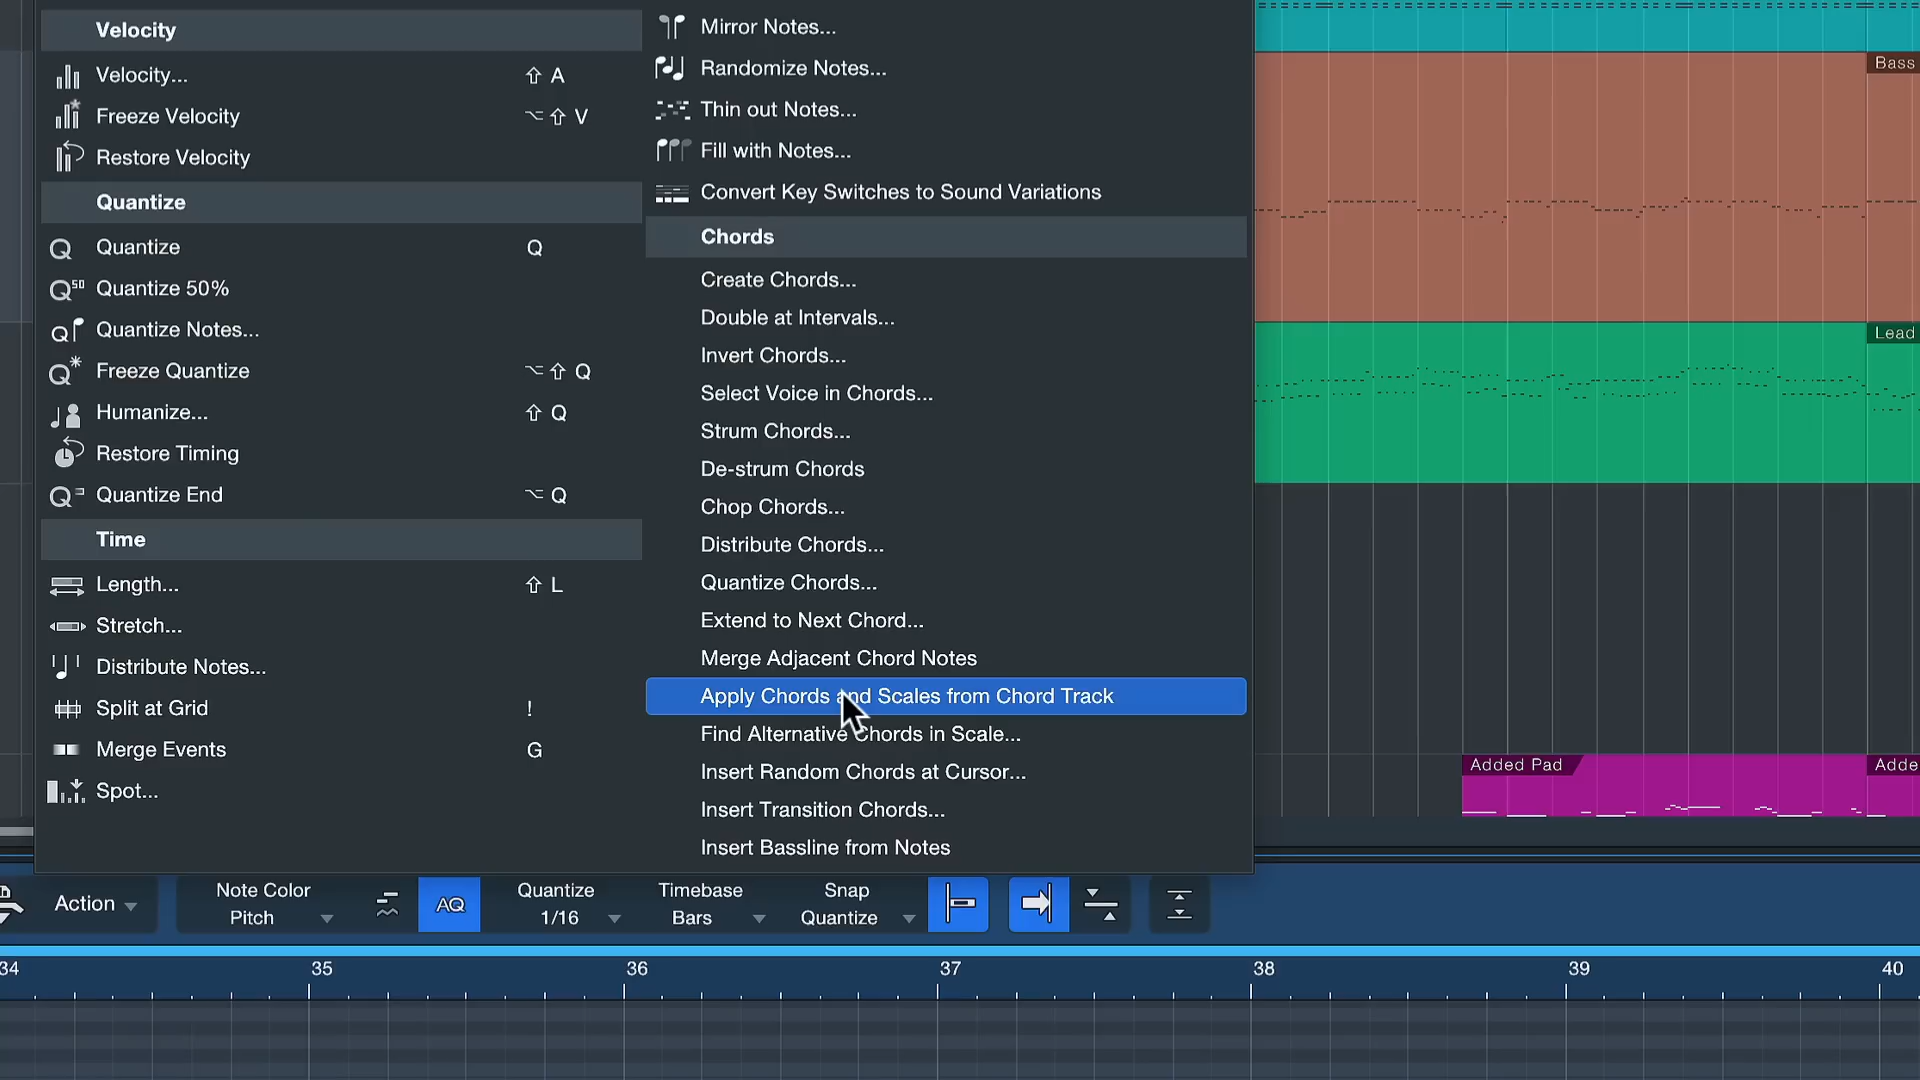 Velocity
Velocity... ⇧ A
Freeze Velocity ⌥⇧ V
Restore Velocity
Quantize
Quantize Q
Quantize 50%
Quantize Notes...
Freeze Quantize ⌥⇧ Q
Humanize... ⇧ Q
Restore Timing
Quantize End ⌥ Q
Time
Length... ⇧ L
Stretch...
Distribute Notes...
Split at Grid !
Merge Events G
Spot...
Mirror Notes...
Randomize Notes...
Thin out Notes...
Fill with Notes...
Convert Key Switches to Sound Variations
Chords
Create Chords...
Double at Intervals...
Invert Chords...
Select Voice in Chords...
Strum Chords...
De-strum Chords
Chop Chords...
Distribute Chords...
Quantize Chords...
Extend to Next Chord...
Merge Adjacent Chord Notes
Apply Chords and Scales from Chord Track
Find Alternative Chords in Scale...
Insert Random Chords at Cursor...
Insert Transition Chords...
Insert Bassline from Notes
Bass
Lead
Added Pad
Adde
Action
Note Color
Pitch
AQ
Quantize
1/16
Timebase
Bars
Snap
Quantize
34 35 36 37 38 39 40